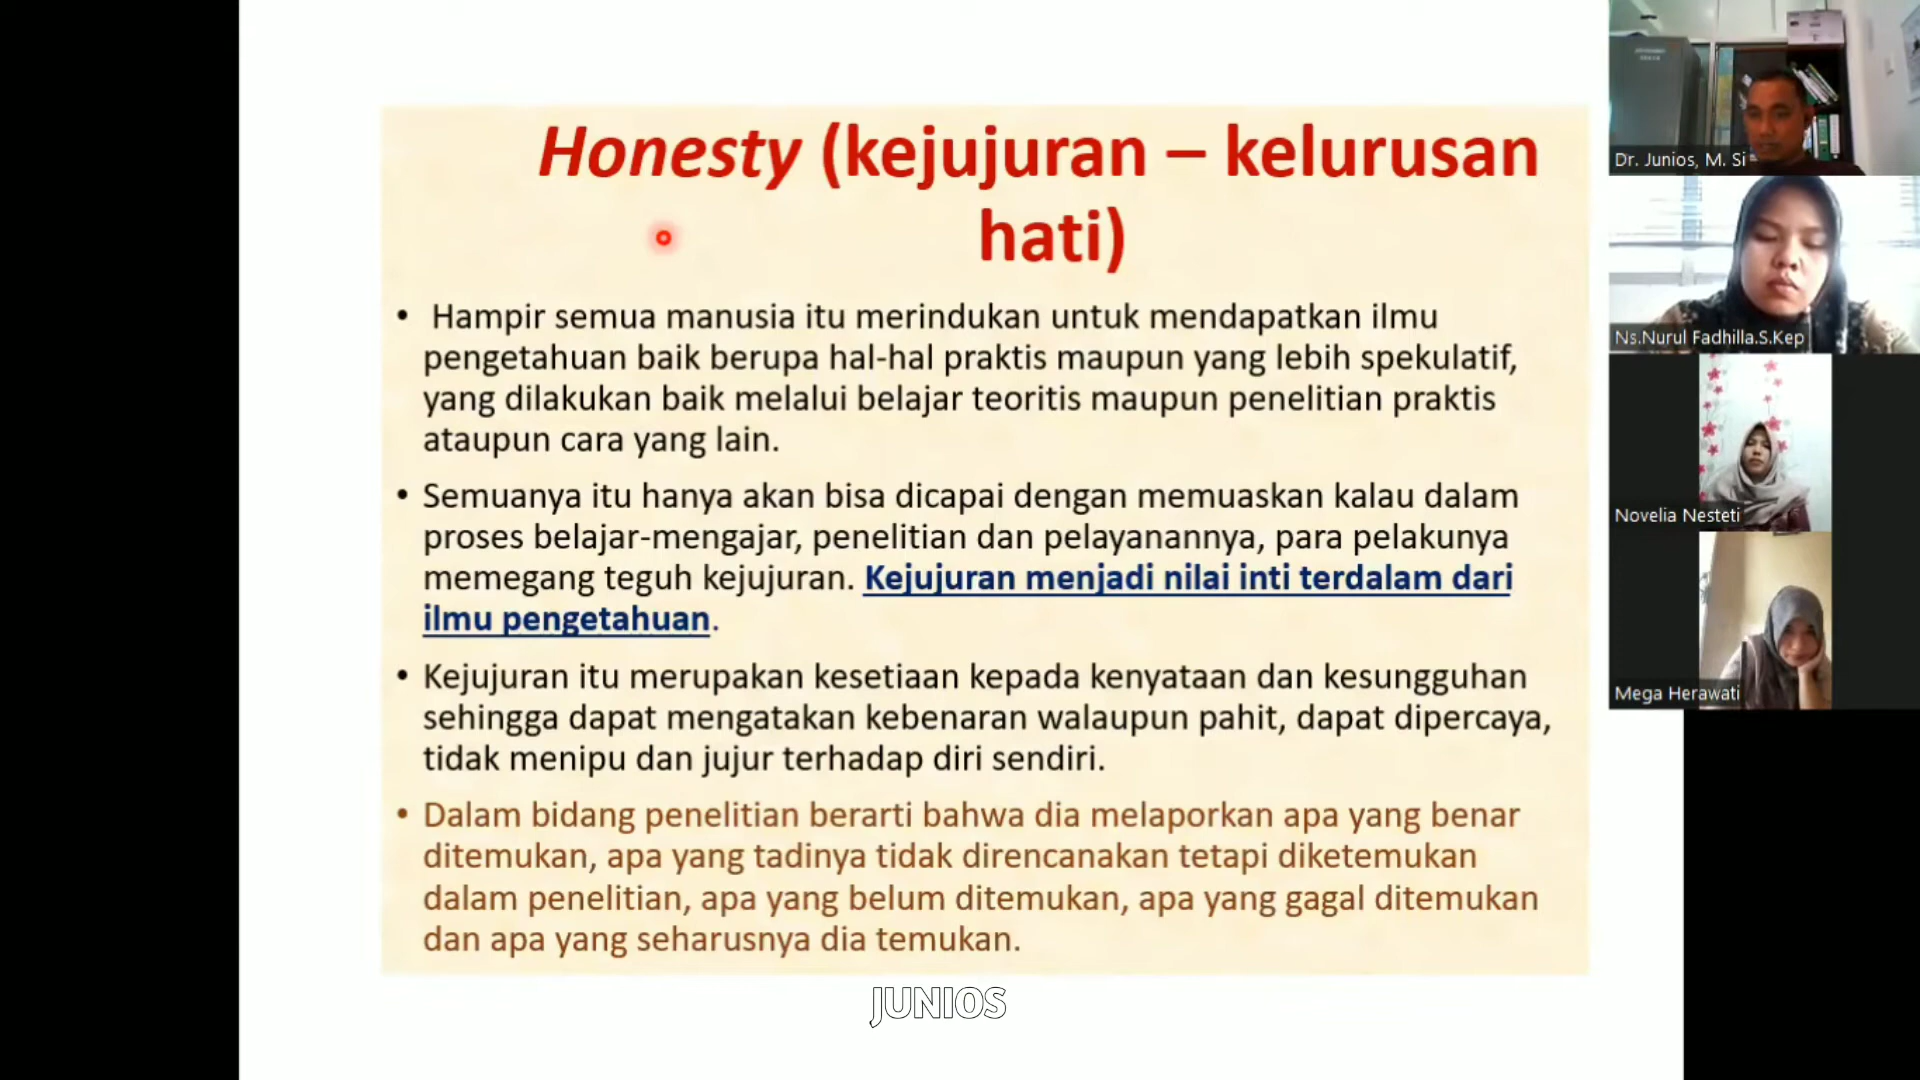 Honesty (kejujuran – kelurusan
hati)
• Hampir semua manusia itu merindukan untuk mendapatkan ilmu
pengetahuan baik berupa hal-hal praktis maupun yang lebih spekulatif,
yang dilakukan baik melalui belajar teoritis maupun penelitian praktis
ataupun cara yang lain.
• Semuanya itu hanya akan bisa dicapai dengan memuaskan kalau dalam
proses belajar-mengajar, penelitian dan pelayanannya, para pelakunya
memegang teguh kejujuran. Kejujuran menjadi nilai inti terdalam dari
ilmu pengetahuan.
• Kejujuran itu merupakan kesetiaan kepada kenyataan dan kesungguhan
sehingga dapat mengatakan kebenaran walaupun pahit, dapat dipercaya,
tidak menipu dan jujur terhadap diri sendiri.
• Dalam bidang penelitian berarti bahwa dia melaporkan apa yang benar
ditemukan, apa yang tadinya tidak direncanakan tetapi diketemukan
dalam penelitian, apa yang belum ditemukan, apa yang gagal ditemukan
dan apa yang seharusnya dia temukan.
JUNIOS
Dr. Junios, M. Si
Ns.Nurul Fadhilla.S.Kep
Novelia Nesteti
Mega Herawati